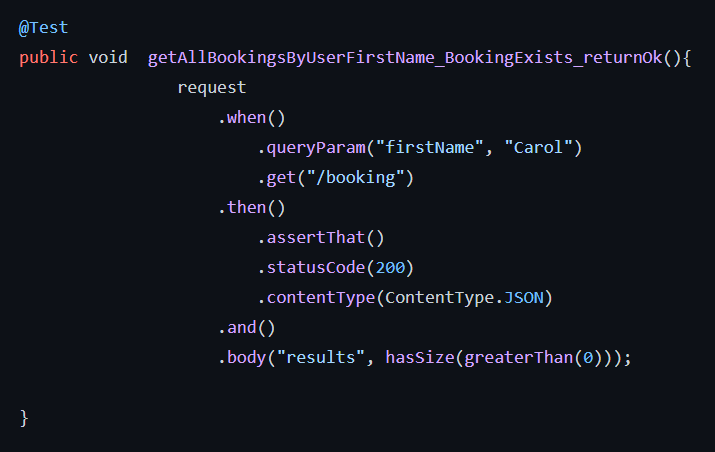 @Test
public void  getAllBookingsByUserFirstName_BookingExists_returnOk(){
                request
                    .when()
                        .queryParam("firstName", "Carol")
                        .get("/booking")
                    .then()
                        .assertThat()
                        .statusCode(200)
                        .contentType(ContentType.JSON)
                    .and()
                    .body("results", hasSize(greaterThan(0)));
}